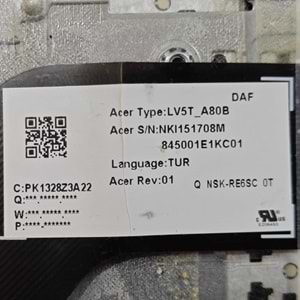 DAF
Acer Type:LV5T_A80B
Acer S/N:NKI151708M
845001E1KC01
Language:TUR
C:PK1328Z3A22
Acer Rev:01
Q NSK-RE6SC 0T
Q:***.*****.****
W:***.*****.****
P:****.*******